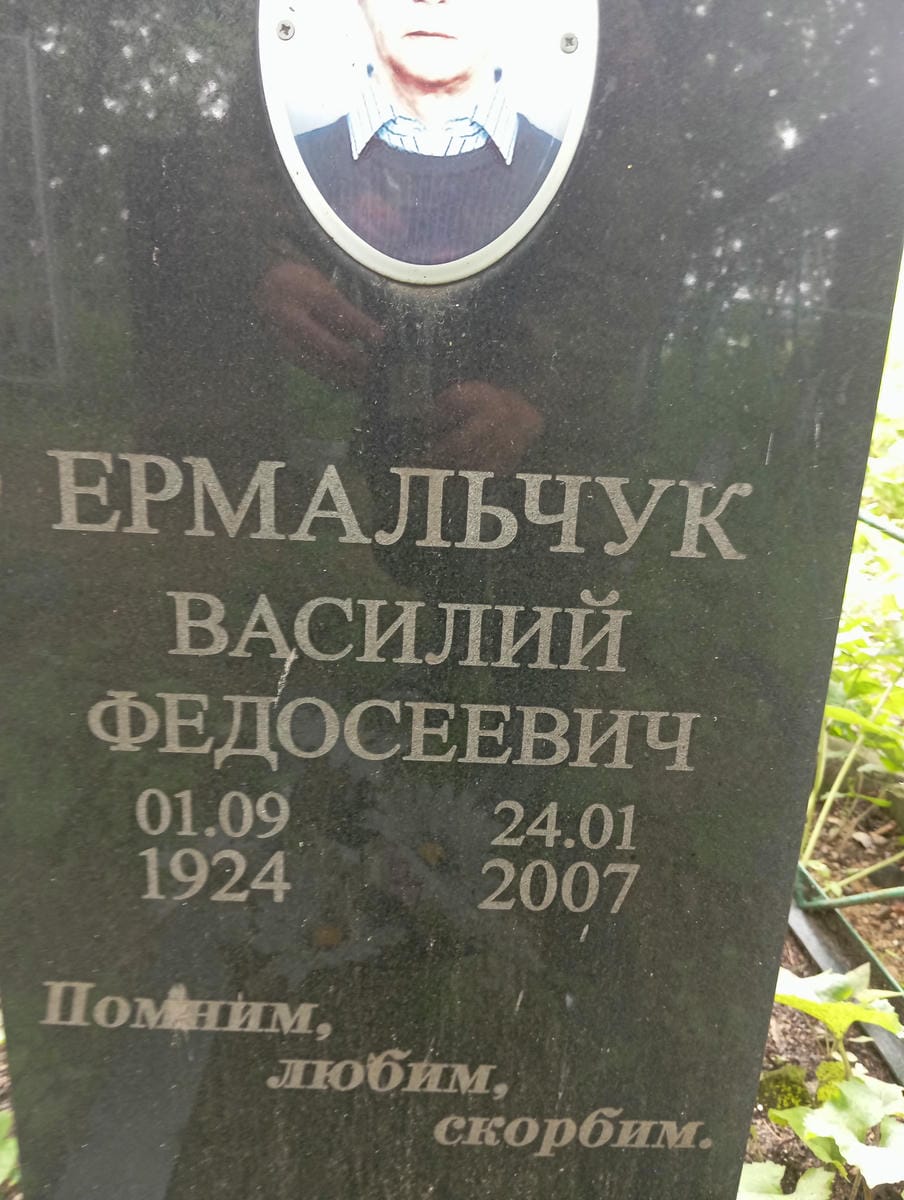 ЕРМАЛЬЧУК
ВАСИЛИЙ
ФЕДОСЕЕВИЧ
01.09 24.01
1924 2007
Помним,
любим,
скорбим.